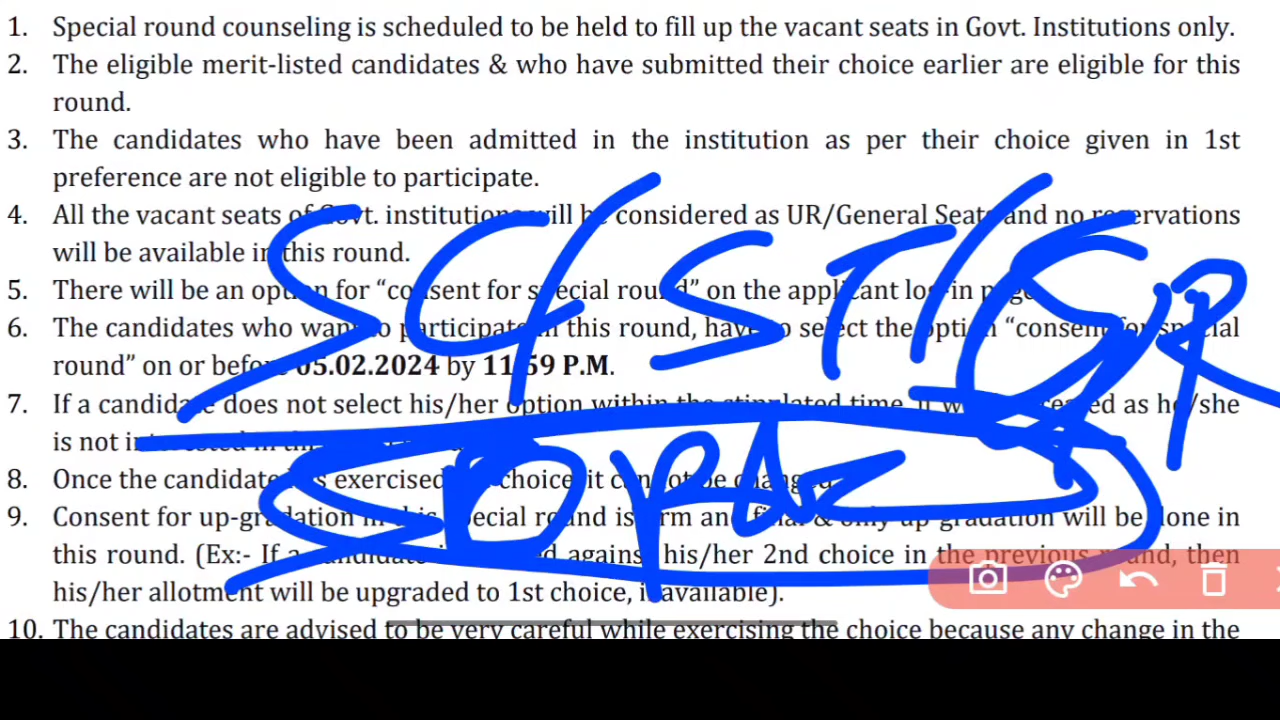 1. Special round counseling is scheduled to be held to fill up the vacant seats in Govt. Institutions only.
2. The eligible merit-listed candidates & who have submitted their choice earlier are eligible for this
round.
3. The candidates who have been admitted in the institution as per their choice given in 1st
preference are not eligible to participate.
4. All the vacant seats of Govt. institutions will be considered as UR/General Seats and no reservations
will be available in this round.
5. There will be an option for “consent for special round” on the applicant log-in page.
6. The candidates who want to participate in this round, have to select the option “consent for special
round” on or before 05.02.2024 by 11:59 P.M.
7. If a candidate does not select his/her option within the stipulated time, it will be treated as he/she
is not interested in this
8. Once the candidate has exercised choice, it cannot be changed.
9. Consent for up-gradation in this special round is firm and final & only up-gradation will be done in
this round. (Ex:- If a candidate is against his/her 2nd choice in the previous round, then
his/her allotment will be upgraded to 1st choice, if available).
10. The candidates are advised to be very careful while exercising the choice because any change in the
SC/ST/